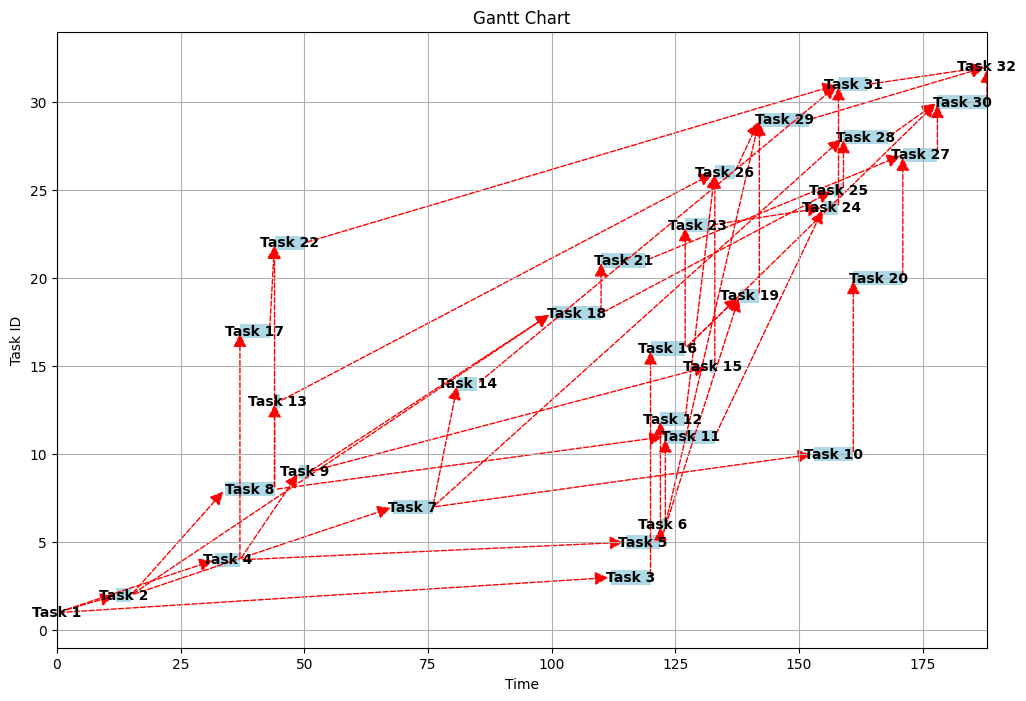 Gantt Chart
Task 32
Task 31
30
Task 30
Task 29
Task 28
Task 27
Task 26
25
Task 25
Task 24
Task 23
Task 22
Task 21
20
Task 20
Task 19
Task 18
Task 17
Task 16
15
Task 15
Task 14
Task 13
Task 12
Task 11
10
Task 10
Task 9
Task 8
Task 7
Task 6
5
Task 5
Task 4
Task 3
Task 2
Task 1
0
Task ID
0 25 50 75 100 125 150 175
Time